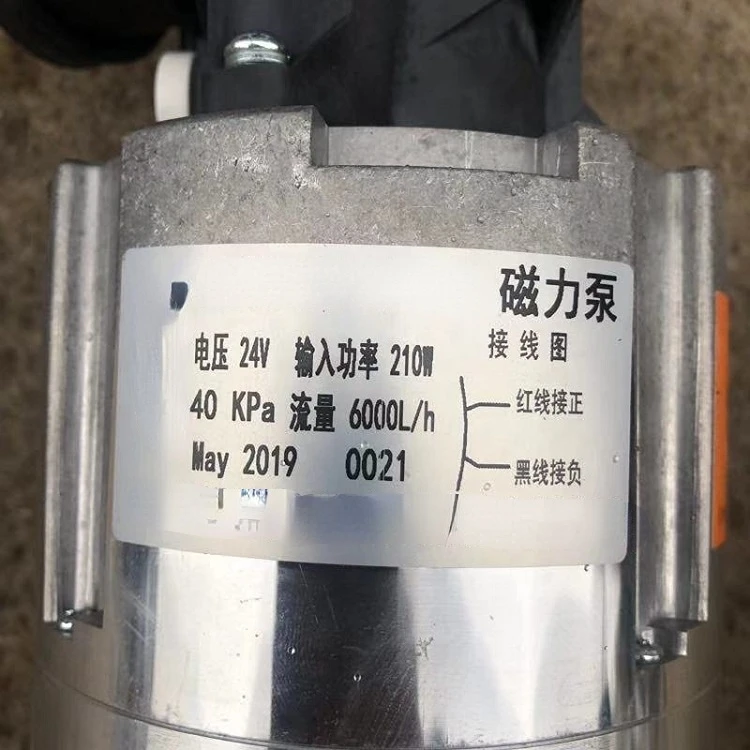 磁力泵
电压 24V 输入功率 210W
接线图
40 KPa 流量 6000L/h
红线接正
May 2019 0021
黑线接负